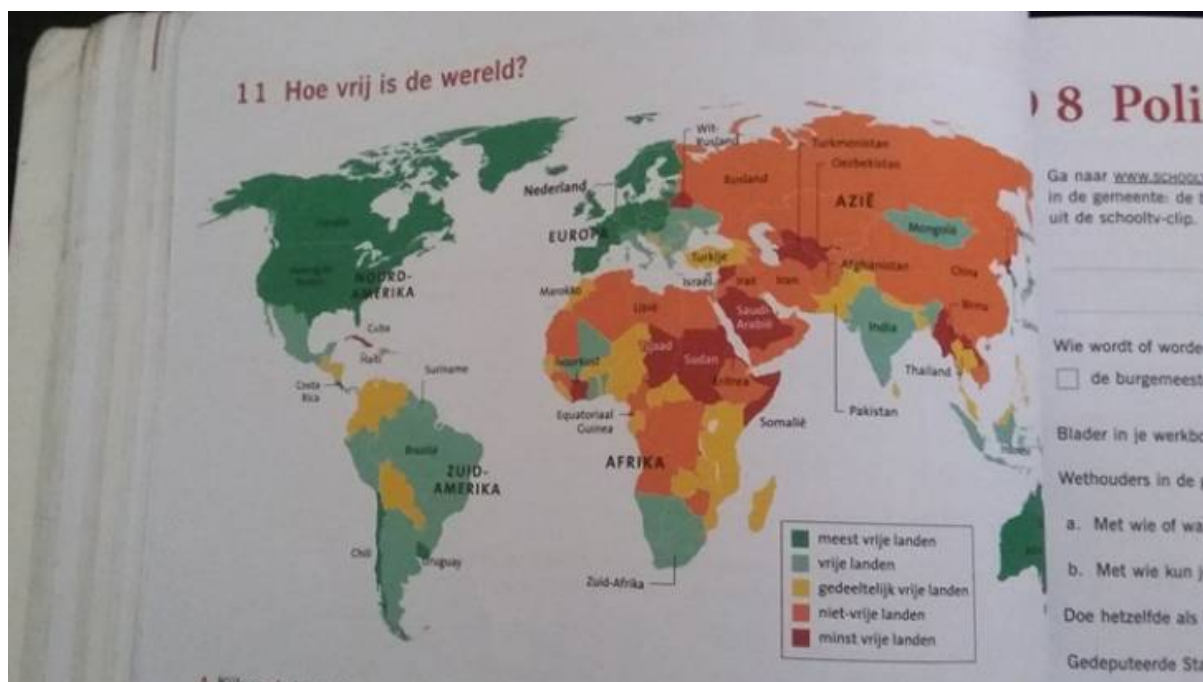 11 Hoe vrij is de wereld?
Wit-
Rusland
Turkmenistan
Oezbekistan
Nederland
Rusland
AZIË
EUROPA
Mongolië
Canada
NOORD-
AMERIKA
Turkije
Afghanistan
Israël
Irak
Iran
China
Marokko
Libië
Saudi-
Arabië
Birma
India
Cuba
Haïti
Tsjaad
Sudan
Ivoorkust
Eritrea
Thailand
Suriname
Costa
Rica
Equatoriaal
Guinea
Somalië
Pakistan
Brazilië
ZUID-
AMERIKA
AFRIKA
Chili
Uruguay
Zuid-Afrika
meest vrije landen
vrije landen
gedeeltelijk vrije landen
niet-vrije landen
minst vrije landen
8 Poli
Ga naar www.schoolt
in de gemeente: de b
uit de schooltv-clip.
Wie wordt of worde
de burgemeest
Blader in je werkbo
Wethouders in de g
a. Met wie of wa
b. Met wie kun j
Doe hetzelfde als
Gedeputeerde Sta